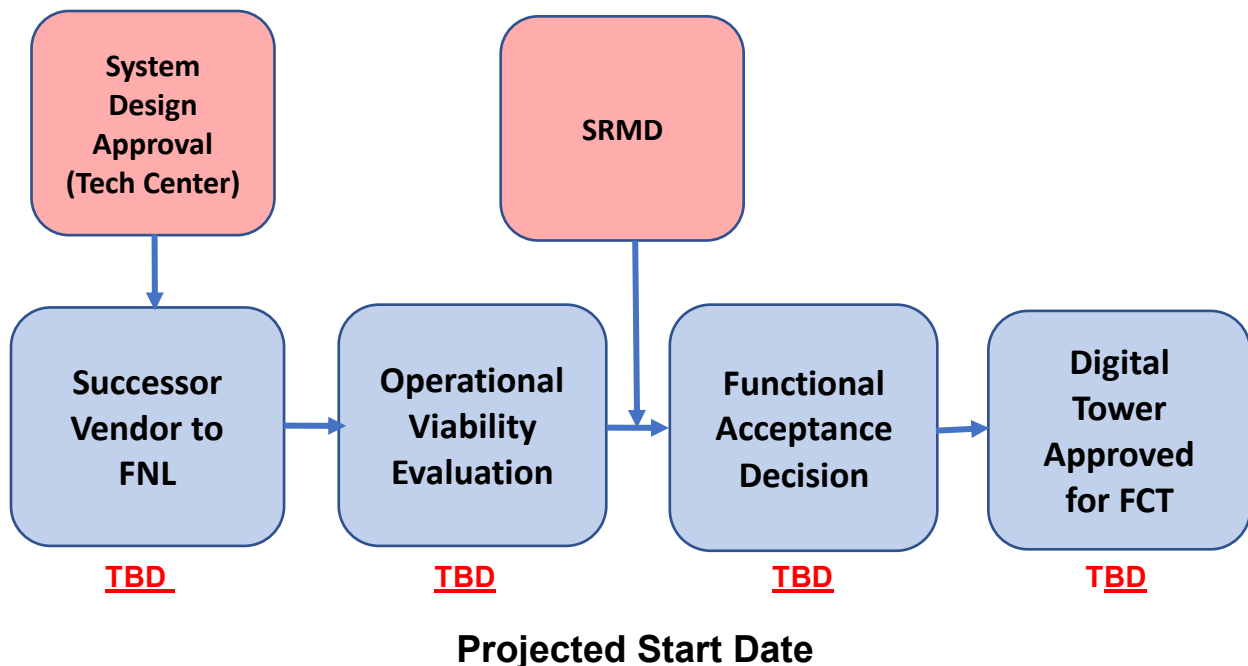 System
Design
Approval
(Tech Center)
SRMD
Successor
Vendor to
FNL
Operational
Viability
Evaluation
Functional
Acceptance
Decision
Digital
Tower
Approved
for FCT
TBD
TBD
TBD
TBD
Projected Start Date